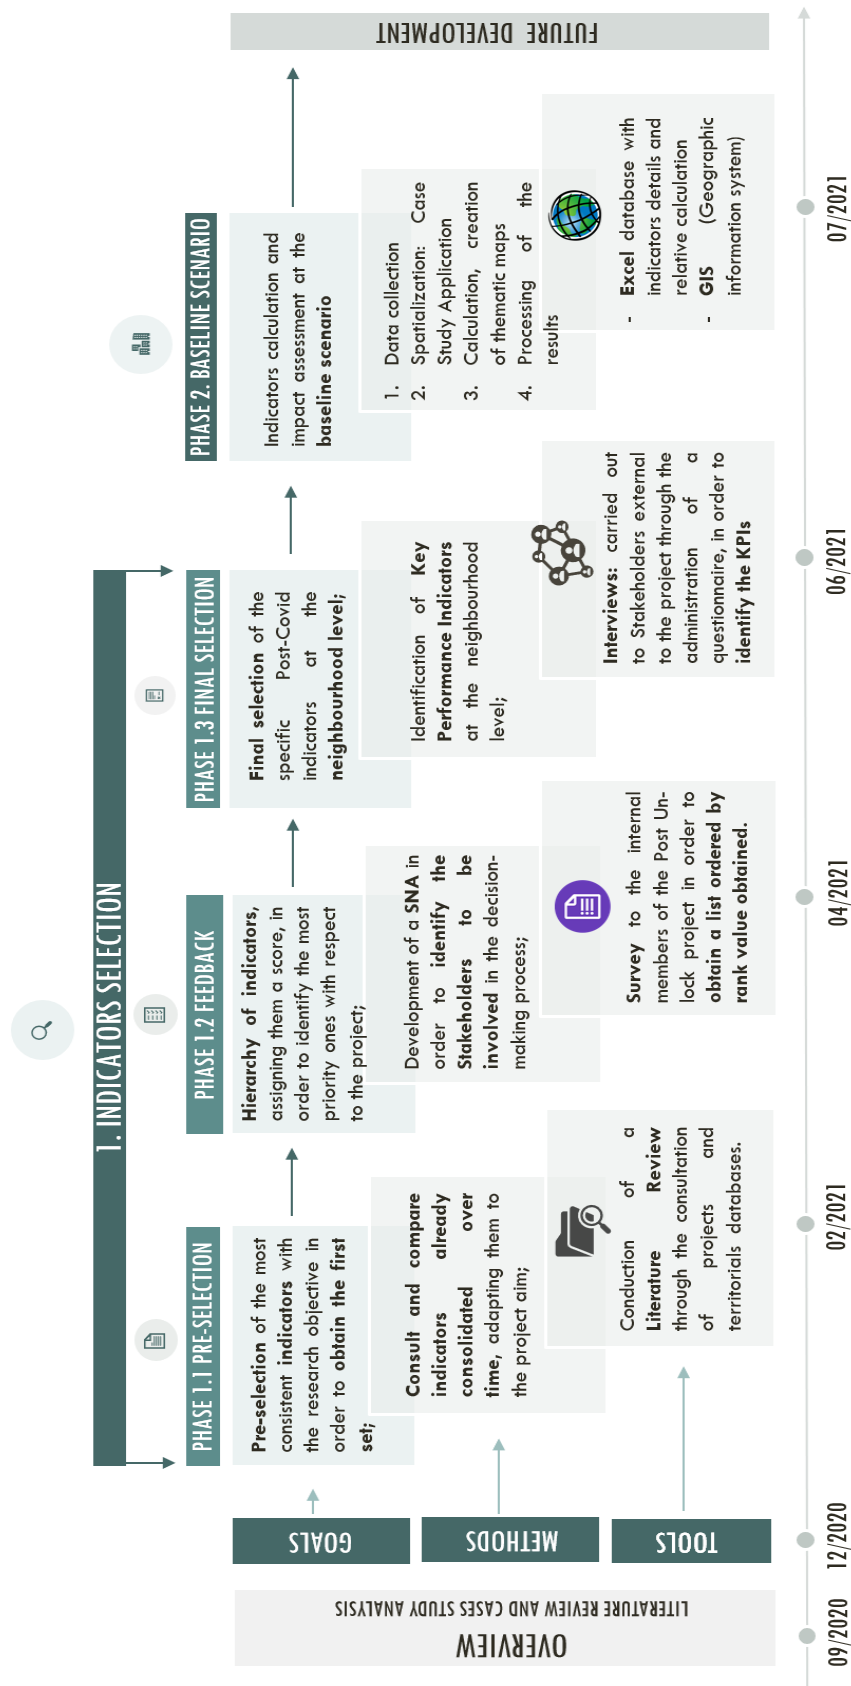 OVERVIEW
LITERATURE REVIEW AND CASES STUDY ANALYSIS
GOALS
METHODS
TOOLS
1. INDICATORS SELECTION
PHASE 1.1 PRE-SELECTION
Pre-selection of the most
consistent indicators with
the research objective in
order to obtain the first
set;
Consult and compare
indicators already
consolidated over
time, adapting them to
the project aim;
Conduction of a
Literature Review
through the consultation
of projects and
territorials databases.
PHASE 1.2 FEEDBACK
Hierarchy of indicators,
assigning them a score, in
order to identify the most
priority ones with respect
to the project;
Development of a SNA in
order to identify the
Stakeholders to be
involved in the decision-
making process;
Survey to the internal
members of the Post Un-
lock project in order to
obtain a list ordered by
rank value obtained.
PHASE 1.3 FINAL SELECTION
Final selection of the
specific Post-Covid
indicators at the
neighbourhood level;
Identification of Key
Performance Indicators
at the neighbourhood
level;
Interviews: carried out
to Stakeholders external
to the project through the
administration of a
questionnaire, in order to
identify the KPIs
PHASE 2. BASELINE SCENARIO
Indicators calculation and
impact assessment at the
baseline scenario
1. Data collection
2. Spatialization: Case
Study Application
3. Calculation, creation
of thematic maps
4. Processing of the
results
- Excel database with
indicators details and
relative calculation
- GIS (Geographic
information system)
FUTURE DEVELOPMENT
09/2020
12/2020
02/2021
04/2021
06/2021
07/2021